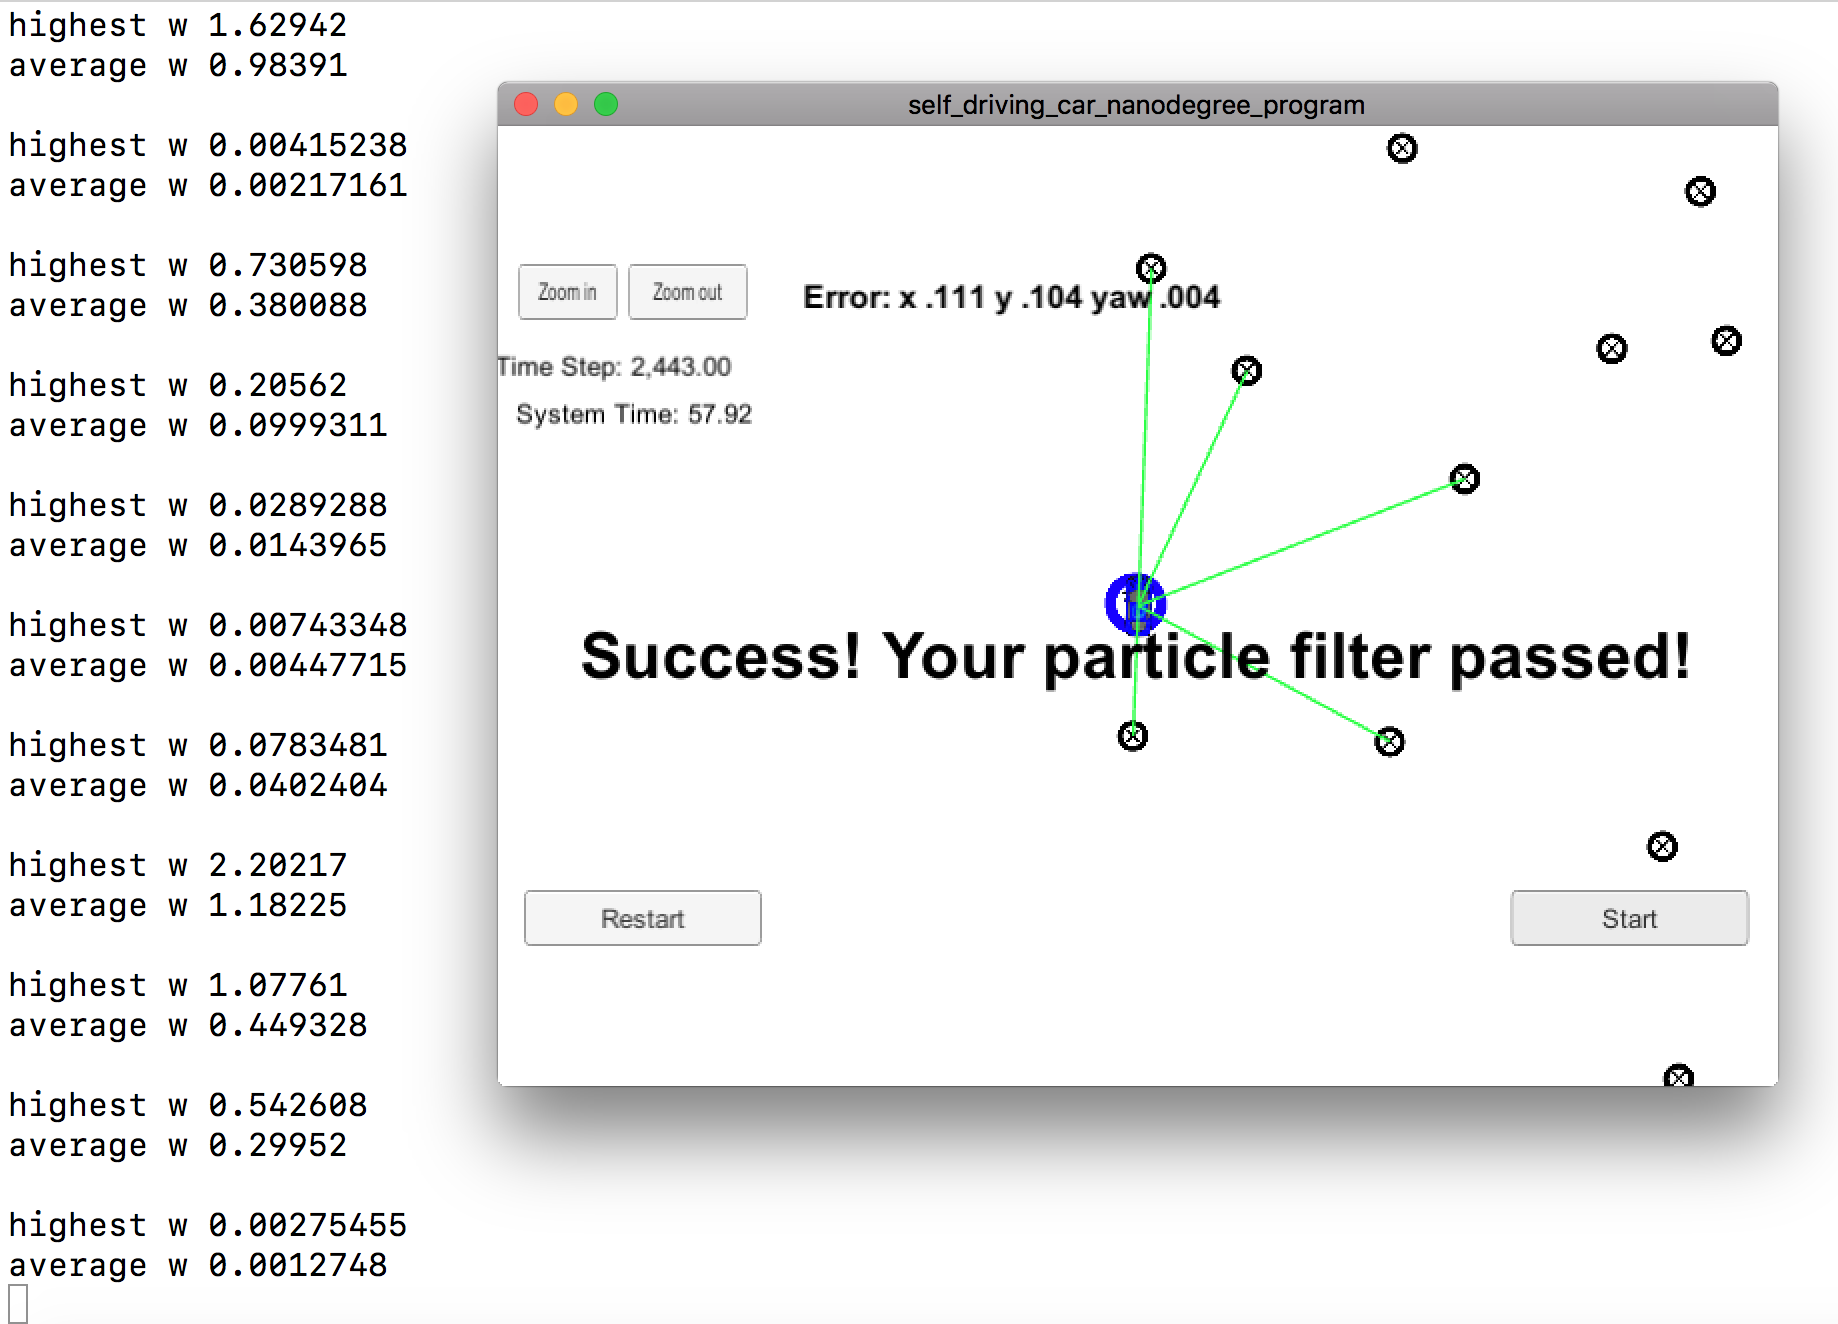 highest w 1.62942
average w 0.98391
highest w 0.00415238
average w 0.00217161
highest w 0.730598
average w 0.380088
highest w 0.20562
average w 0.0999311
highest w 0.0289288
average w 0.0143965
highest w 0.00743348
average w 0.00447715
highest w 0.0783481
average w 0.0402404
highest w 2.20217
average w 1.18225
highest w 1.07761
average w 0.449328
highest w 0.542608
average w 0.29952
highest w 0.00275455
average w 0.0012748
self_driving_car_nanodegree_program
Zoom in
Zoom out
Error: x .111 y .104 yaw .004
Time Step: 2,443.00
System Time: 57.92
Success! Your particle filter passed!
Restart
Start